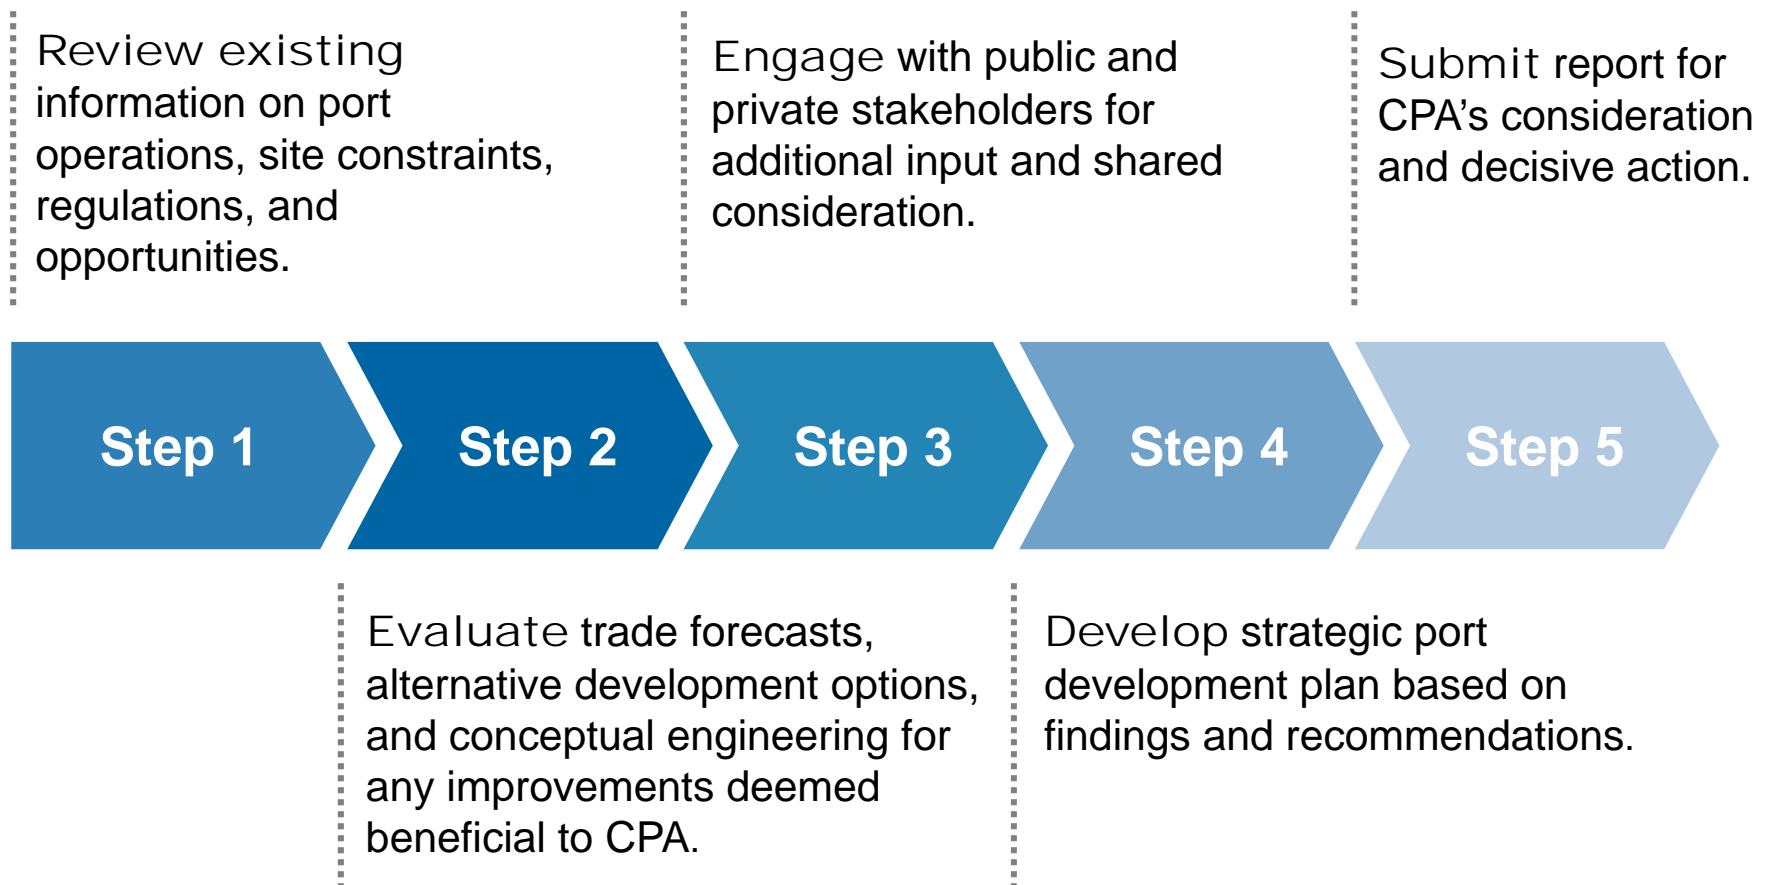 Review existing
information on port
operations, site constraints,
regulations, and
opportunities.
Engage with public and
private stakeholders for
additional input and shared
consideration.
Submit report for
CPA’s consideration
and decisive action.
Step 1
Step 2
Step 3
Step 4
Step 5
Evaluate trade forecasts,
alternative development options,
and conceptual engineering for
any improvements deemed
beneficial to CPA.
Develop strategic port
development plan based on
findings and recommendations.